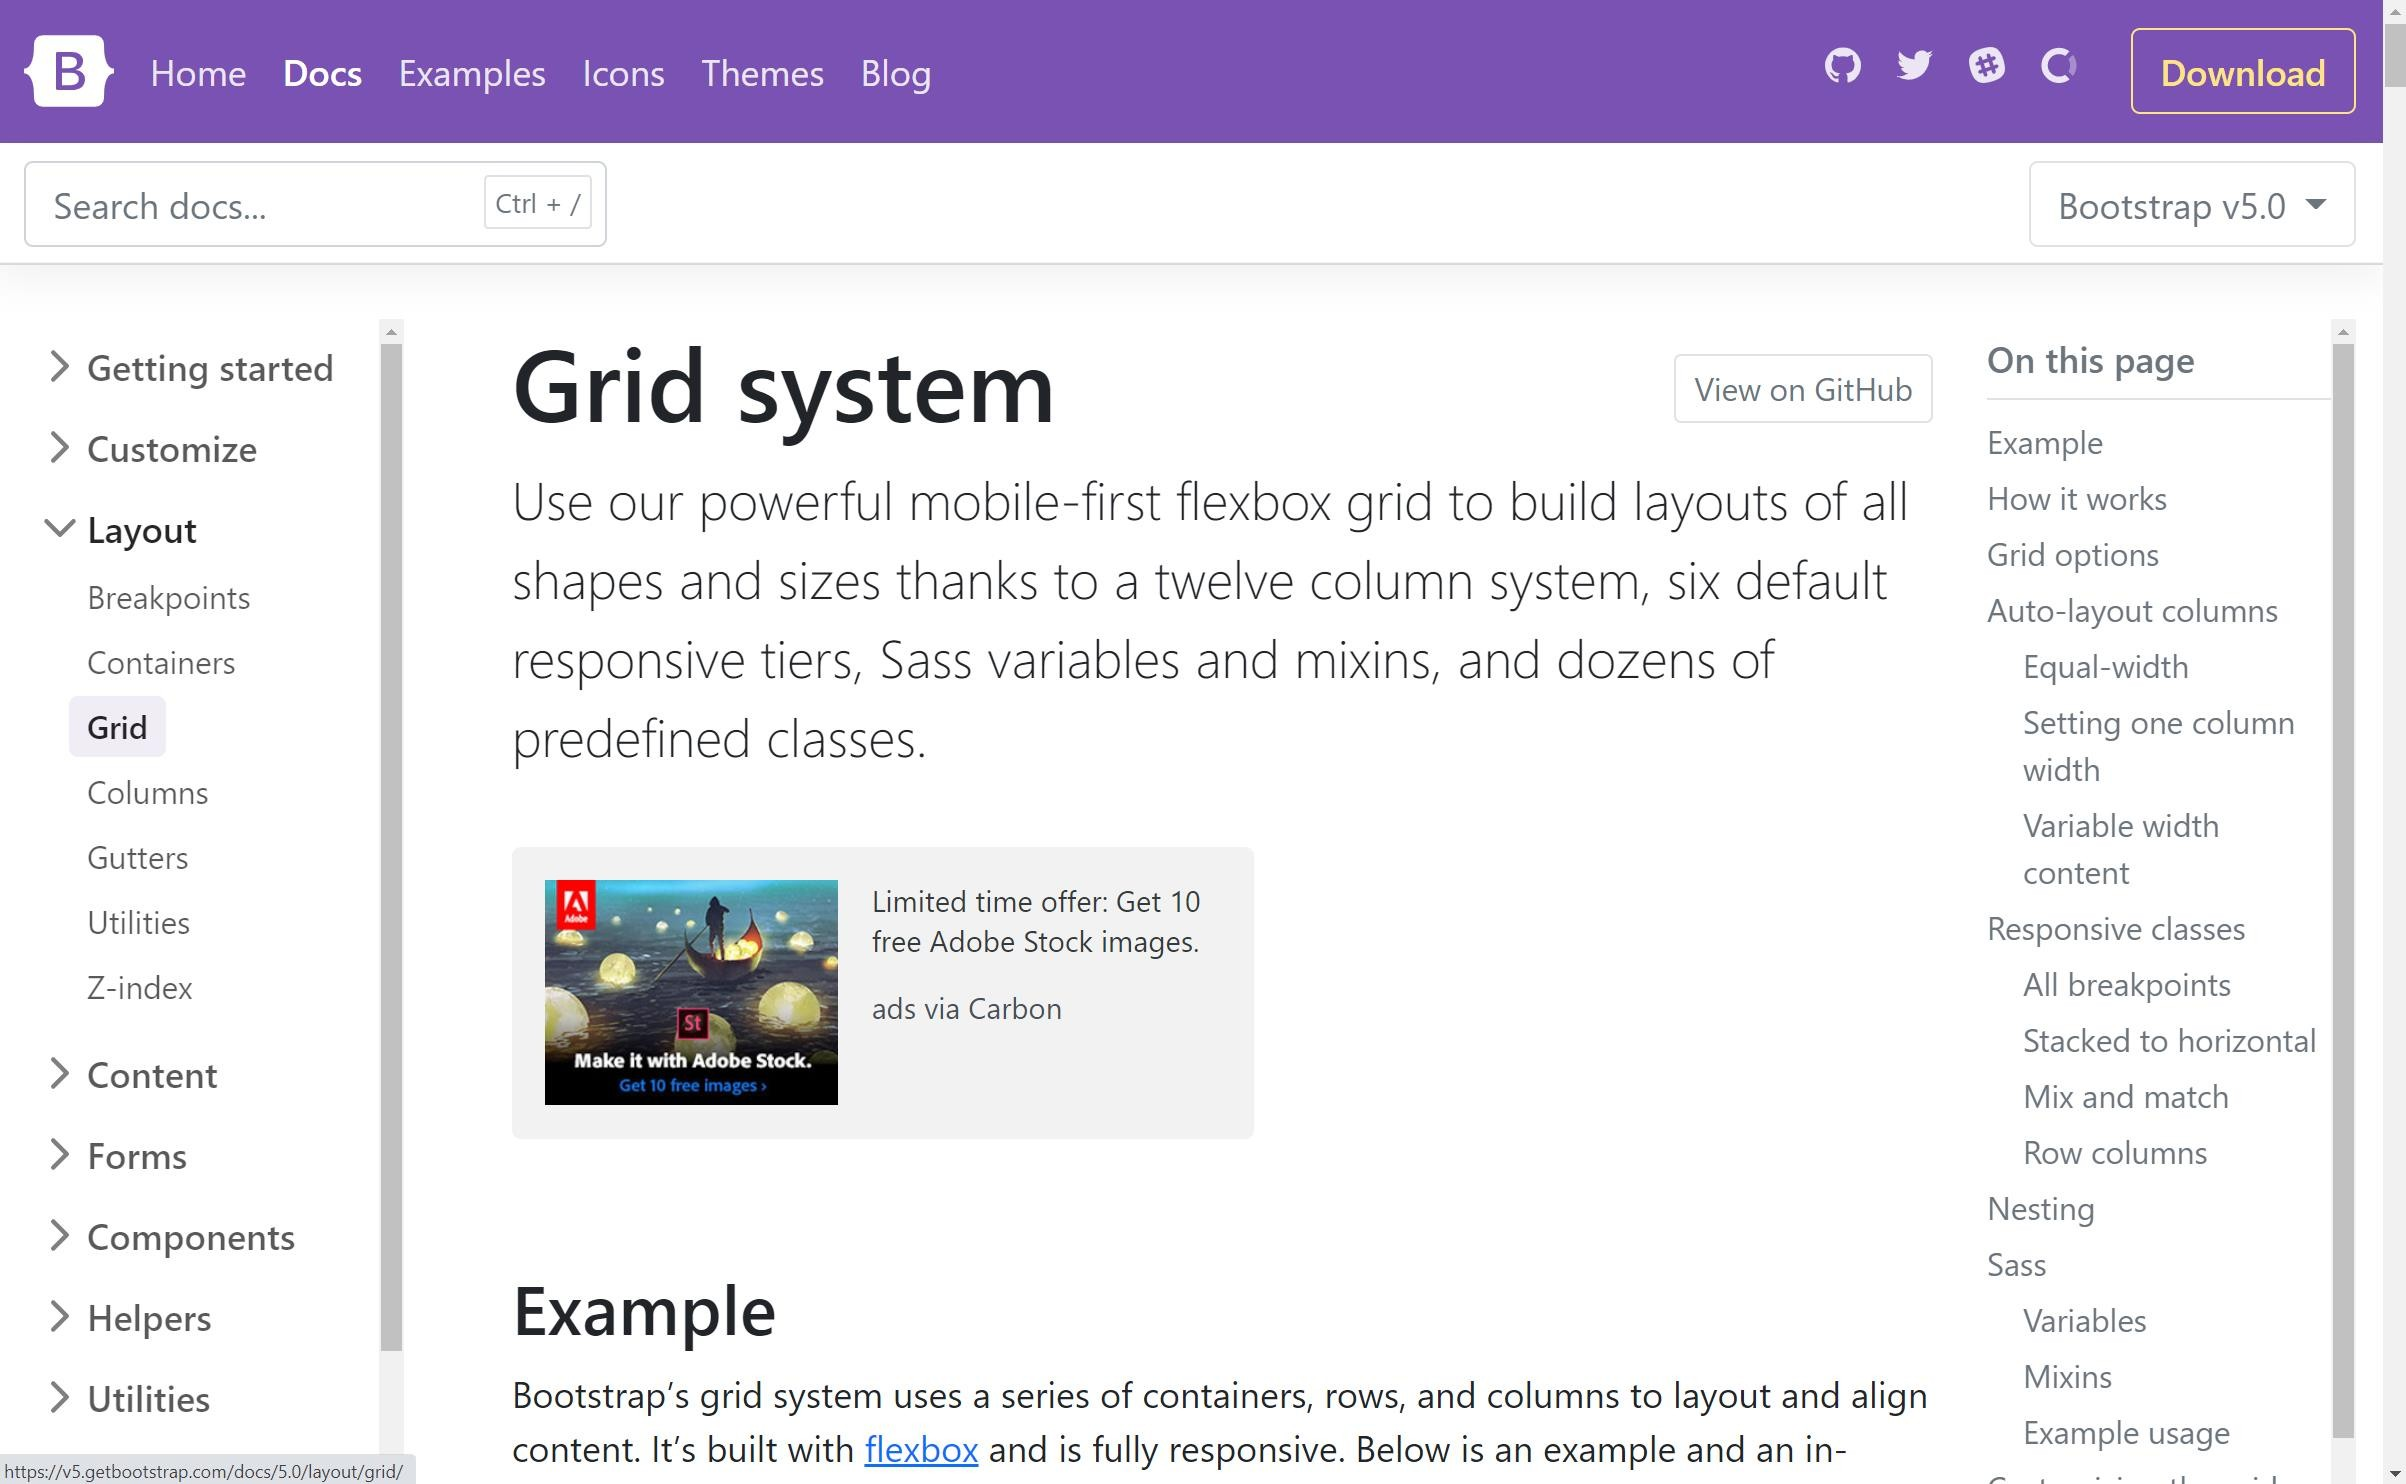 B Home Docs Examples Icons Themes Blog Download
Search docs... Ctrl + / Bootstrap v5.0
Getting started
Customize
Layout
Breakpoints
Containers
Grid
Columns
Gutters
Utilities
Z-index
Content
Forms
Components
Helpers
Utilities
Grid system
View on GitHub
Use our powerful mobile-first flexbox grid to build layouts of all
shapes and sizes thanks to a twelve column system, six default
responsive tiers, Sass variables and mixins, and dozens of
predefined classes.
Adobe
St
Make it with Adobe Stock.
Get 10 free images ›
Limited time offer: Get 10
free Adobe Stock images.
ads via Carbon
Example
Bootstrap’s grid system uses a series of containers, rows, and columns to layout and align
content. It’s built with flexbox and is fully responsive. Below is an example and an in-
On this page
Example
How it works
Grid options
Auto-layout columns
Equal-width
Setting one column
width
Variable width
content
Responsive classes
All breakpoints
Stacked to horizontal
Mix and match
Row columns
Nesting
Sass
Variables
Mixins
Example usage
https://v5.getbootstrap.com/docs/5.0/layout/grid/